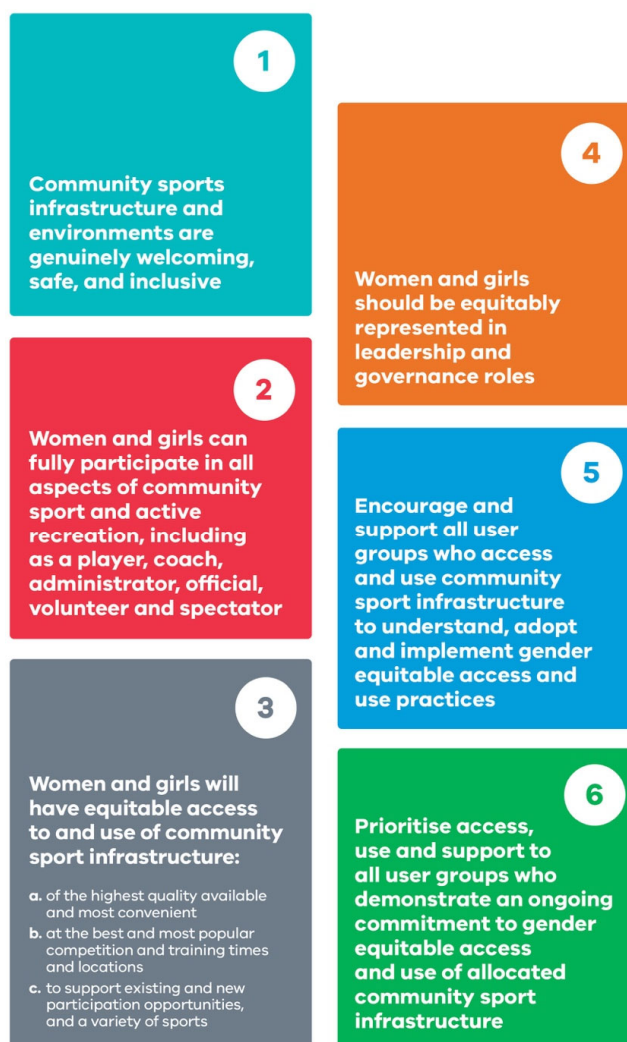 1
Community sports
infrastructure and
environments are
genuinely welcoming,
safe, and inclusive
2
Women and girls can
fully participate in all
aspects of community
sport and active
recreation, including
as a player, coach,
administrator, official,
volunteer and spectator
3
Women and girls will
have equitable access
to and use of community
sport infrastructure:
a. of the highest quality available
and most convenient
b. at the best and most popular
competition and training times
and locations
c. to support existing and new
participation opportunities,
and a variety of sports
4
Women and girls
should be equitably
represented in
leadership and
governance roles
5
Encourage and
support all user
groups who access
and use community
sport infrastructure
to understand, adopt
and implement gender
equitable access and
use practices
6
Prioritise access,
use and support to
all user groups who
demonstrate an ongoing
commitment to gender
equitable access
and use of allocated
community sport
infrastructure